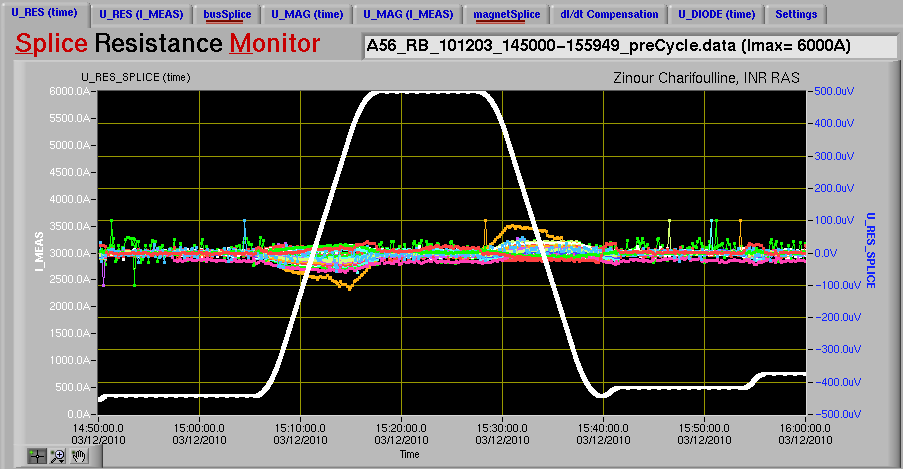 U_RES (time) U_RES (I_MEAS) busSplice U_MAG (time) U_MAG (I_MEAS) magnetSplice dI/dt Compensation U_DIODE (time) Settings
Splice Resistance Monitor
A56_RB_101203_145000-155949_preCycle.data (Imax= 6000A)
U_RES_SPLICE (time)
Zinour Charifoulline, INR RAS
6000.0A
5500.0A
5000.0A
4500.0A
4000.0A
3500.0A
3000.0A
2500.0A
2000.0A
1500.0A
1000.0A
500.0A
0.0A
I_MEAS
500.0uV
400.0uV
300.0uV
200.0uV
100.0uV
0.0uV
-100.0uV
-200.0uV
-300.0uV
-400.0uV
-500.0uV
U_RES_SPLICE
14:50:00.0 15:00:00.0 15:10:00.0 15:20:00.0 15:30:00.0 15:40:00.0 15:50:00.0 16:00:00.0
03/12/2010 03/12/2010 03/12/2010 03/12/2010 03/12/2010 03/12/2010 03/12/2010 03/12/2010
Time